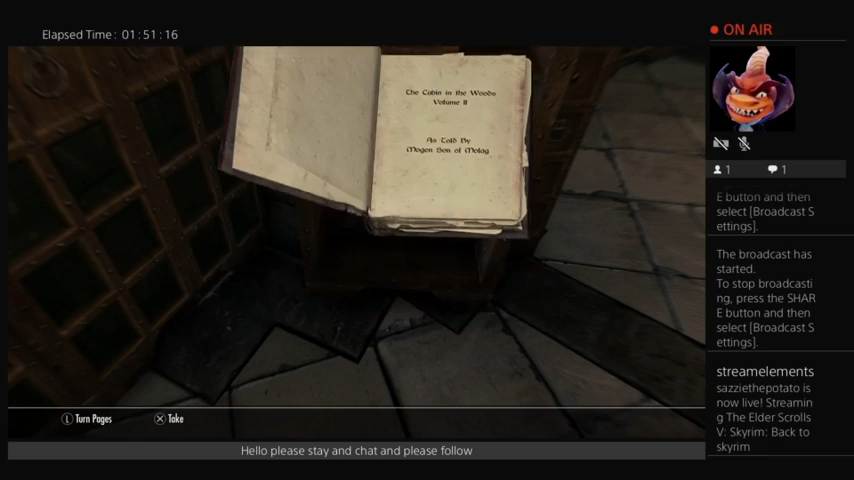 Elapsed Time: 01:51:16
ON AIR
The Cabin in the Woods
Volume II
As Told By
Mogen Son of Molag
1
1
E button and then
select [Broadcast S
ettings].
The broadcast has
started.
To stop broadcasti
ng, press the SHAR
E button and then
select [Broadcast S
ettings].
streamelements
sazziethepotato is
now live! Streamin
g The Elder Scrolls
V: Skyrim: Back to
skyrim
L Turn Pages
X Take
Hello please stay and chat and please follow